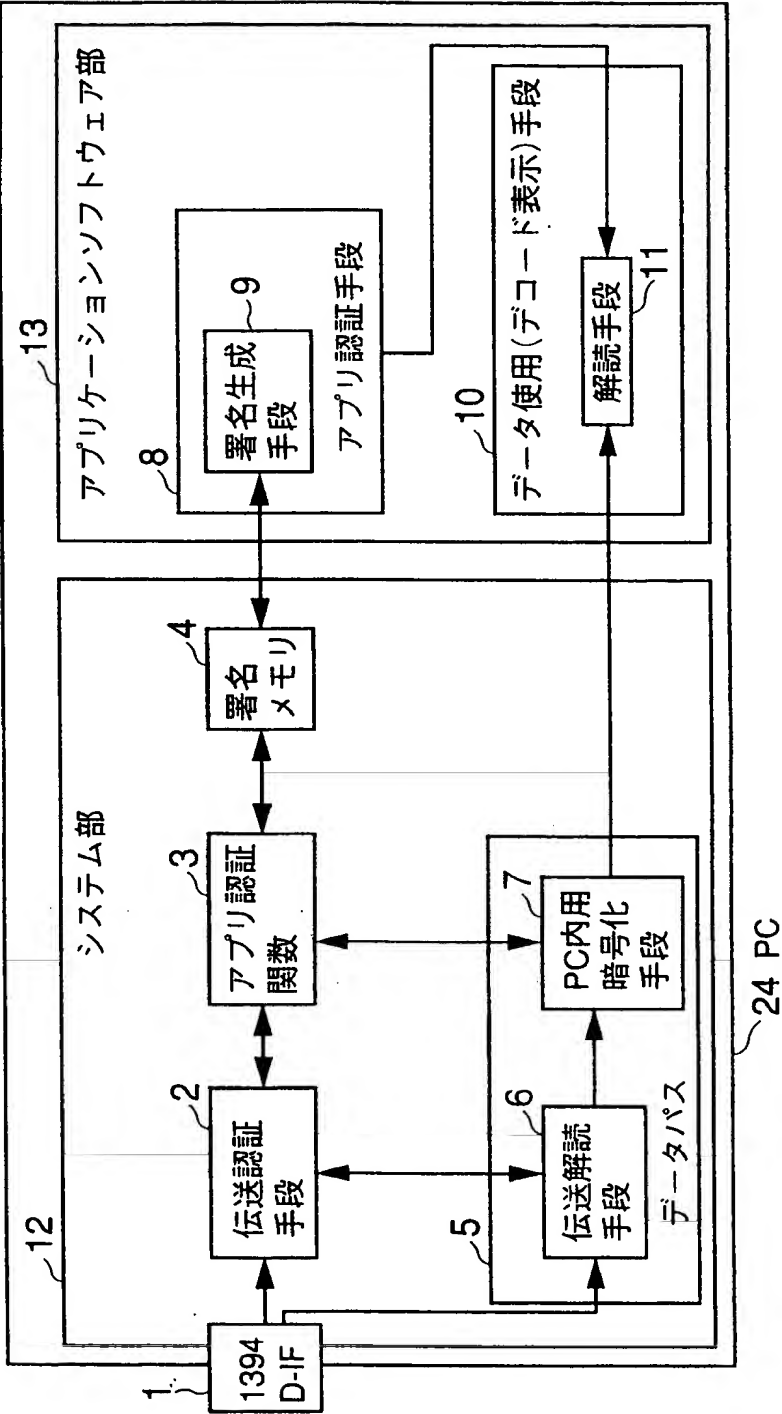 24 PC
12
システム部
1
1394
D-IF
2
伝送認証
手段
3
アプリ認証
関数
4
署名
メモリ
5
データパス
6
伝送解読
手段
7
PC内用
暗号化
手段
13
アプリケーションソフトウェア部
8
アプリ認証手段
9
署名生成
手段
10
データ使用(デコード表示)手段
解読手段
11